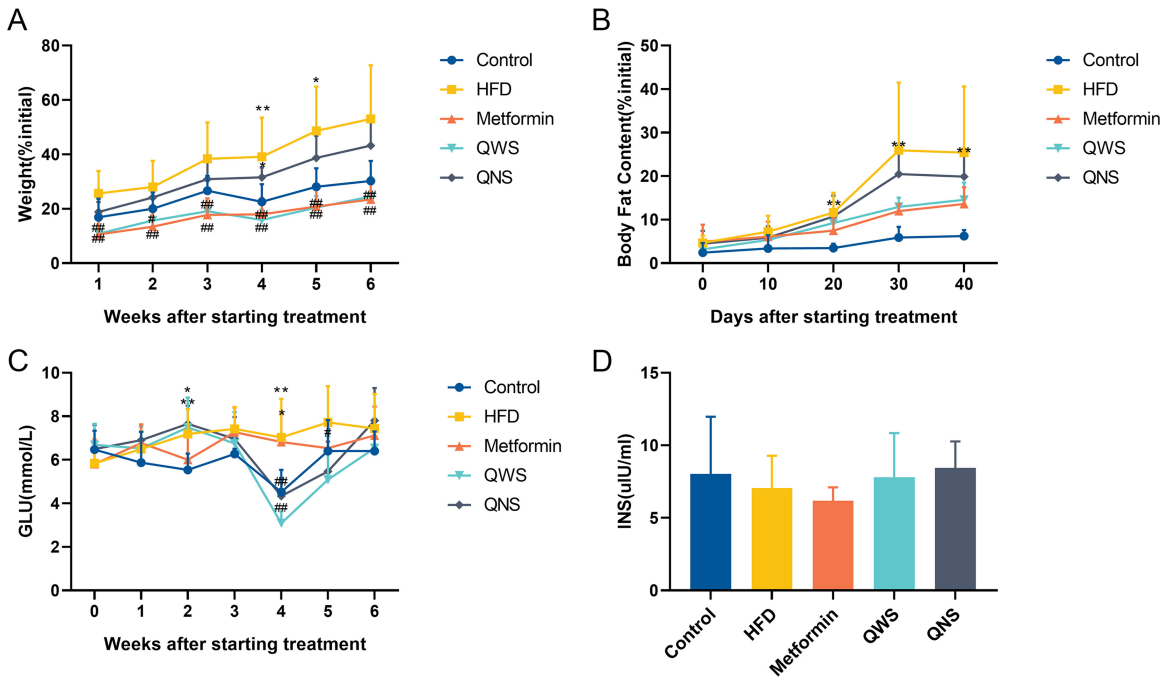 A
Weight(%initial)
80
60
40
20
0
**
*
*
##
##
#
##
##
##
##
##
##
##
##
##
1 2 3 4 5 6
Weeks after starting treatment
Control
HFD
Metformin
QWS
QNS
B
Body Fat Content(%initial)
50
40
30
20
10
0
**
**
**
0 10 20 30 40
Days after starting treatment
Control
HFD
Metformin
QWS
QNS
C
GLU(mmol/L)
10
8
6
4
2
0
*
**
**
*
#
##
##
0 1 2 3 4 5 6
Weeks after starting treatment
Control
HFD
Metformin
QWS
QNS
D
INS(uIU/ml)
15
10
5
0
Control
HFD
Metformin
QWS
QNS